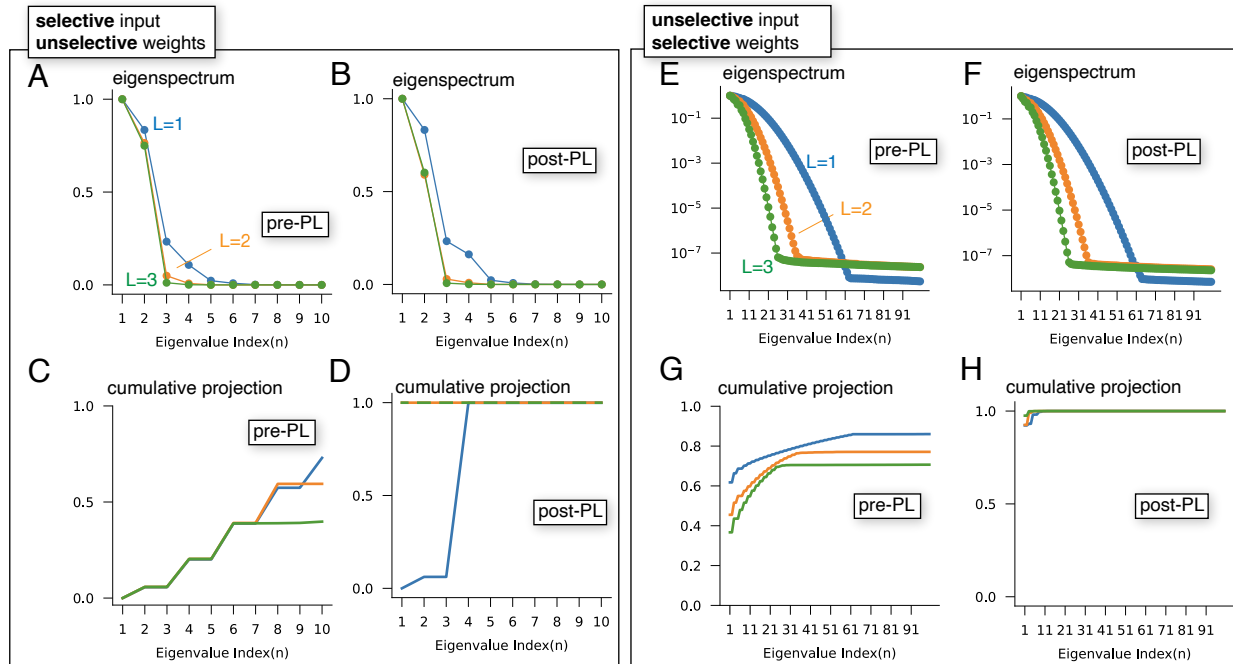 selective input
unselective weights
A
eigenspectrum
1.0
0.5
0.0
L=1
L=2
L=3
pre-PL
1 2 3 4 5 6 7 8 9 10
Eigenvalue Index(n)
B
eigenspectrum
1.0
0.5
0.0
post-PL
1 2 3 4 5 6 7 8 9 10
Eigenvalue Index(n)
C
cumulative projection
1.0
0.5
0.0
pre-PL
1 2 3 4 5 6 7 8 9 10
Eigenvalue Index(n)
D
cumulative projection
1.0
0.5
0.0
post-PL
1 2 3 4 5 6 7 8 9 10
Eigenvalue Index(n)
unselective input
selective weights
E
eigenspectrum
10⁻¹
10⁻³
10⁻⁵
10⁻⁷
pre-PL
L=1
L=2
L=3
1 11 21 31 41 51 61 71 81 91
Eigenvalue Index(n)
F
eigenspectrum
10⁻¹
10⁻³
10⁻⁵
10⁻⁷
post-PL
1 11 21 31 41 51 61 71 81 91
Eigenvalue Index(n)
G
cumulative projection
1.0
0.8
0.6
0.4
0.2
0.0
pre-PL
1 11 21 31 41 51 61 71 81 91
Eigenvalue Index(n)
H
cumulative projection
1.0
0.5
0.0
post-PL
1 11 21 31 41 51 61 71 81 91
Eigenvalue Index(n)